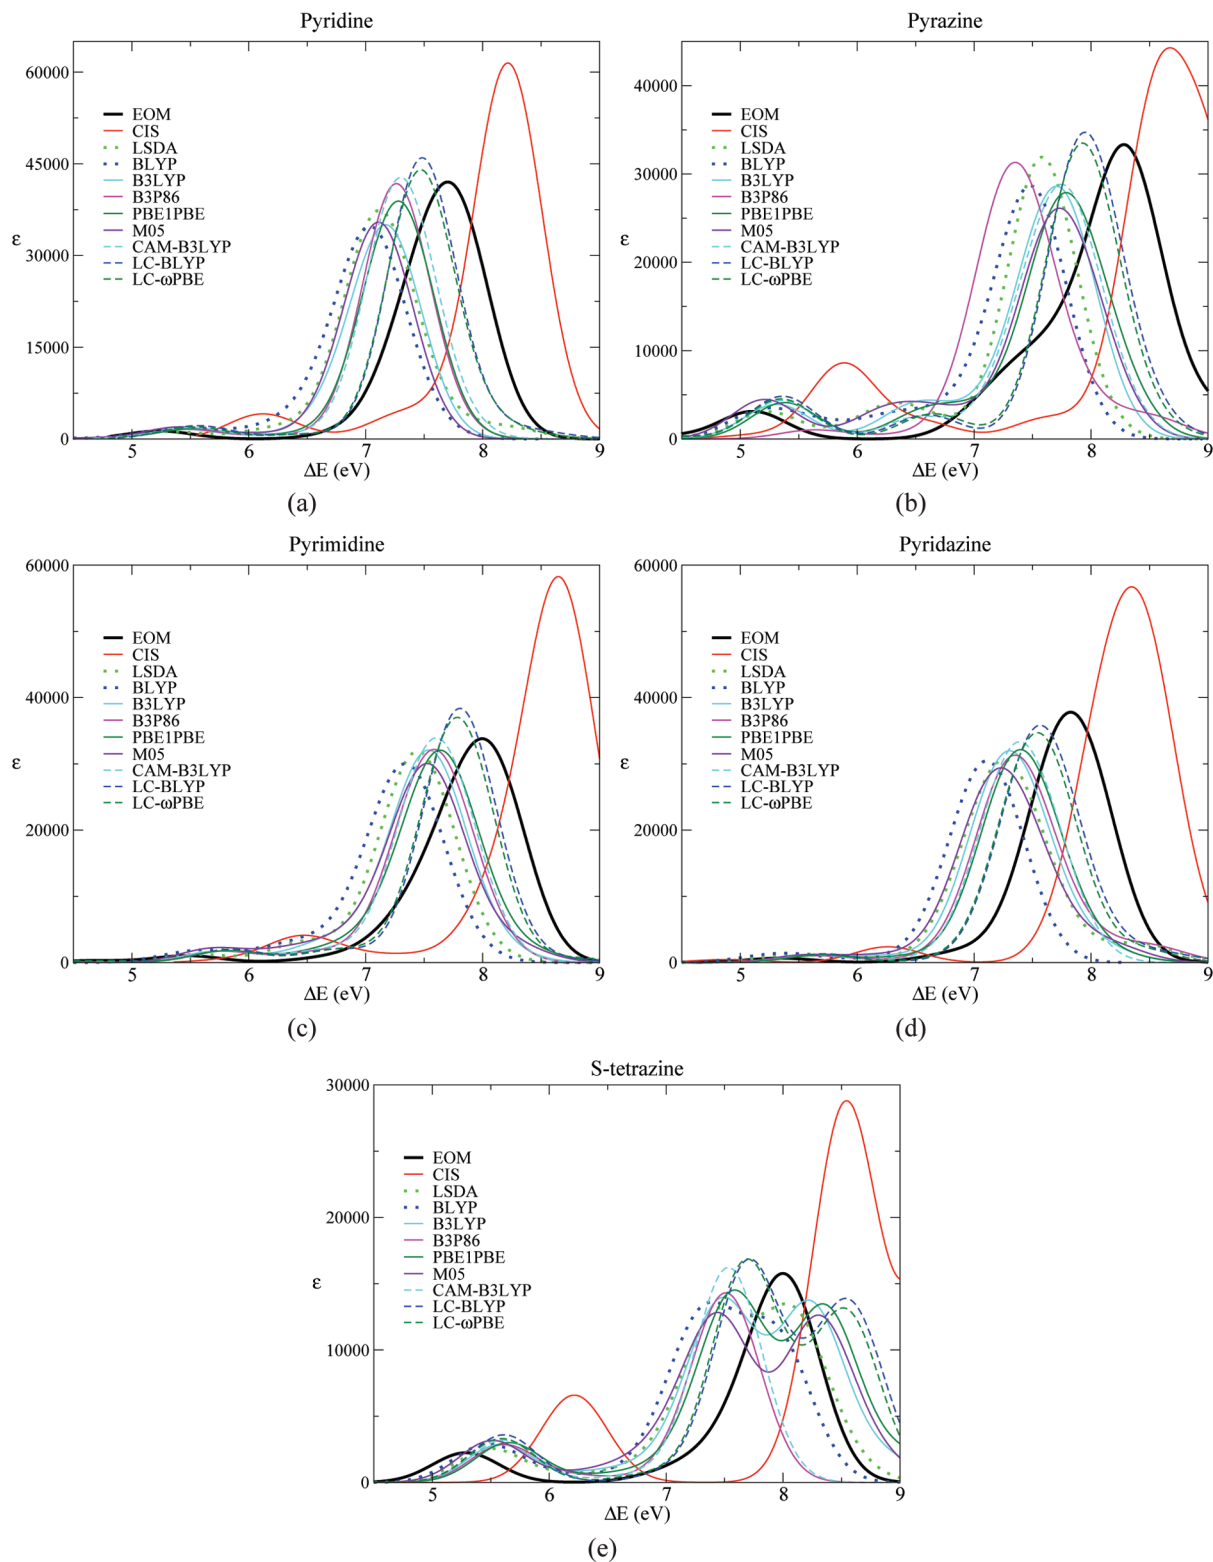 Pyridine
60000
45000
30000
15000
0
ε
EOM
CIS
LSDA
BLYP
B3LYP
B3P86
PBE1PBE
M05
CAM-B3LYP
LC-BLYP
LC-ωPBE
5 6 7 8 9
ΔE (eV)
(a)
Pyrazine
40000
30000
20000
10000
0
ε
EOM
CIS
LSDA
BLYP
B3LYP
B3P86
PBE1PBE
M05
CAM-B3LYP
LC-BLYP
LC-ωPBE
5 6 7 8 9
ΔE (eV)
(b)
Pyrimidine
60000
40000
20000
0
ε
EOM
CIS
LSDA
BLYP
B3LYP
B3P86
PBE1PBE
M05
CAM-B3LYP
LC-BLYP
LC-ωPBE
5 6 7 8 9
ΔE (eV)
(c)
Pyridazine
60000
40000
20000
0
ε
EOM
CIS
LSDA
BLYP
B3LYP
B3P86
PBE1PBE
M05
CAM-B3LYP
LC-BLYP
LC-ωPBE
5 6 7 8 9
ΔE (eV)
(d)
S-tetrazine
30000
20000
10000
0
ε
EOM
CIS
LSDA
BLYP
B3LYP
B3P86
PBE1PBE
M05
CAM-B3LYP
LC-BLYP
LC-ωPBE
5 6 7 8 9
ΔE (eV)
(e)